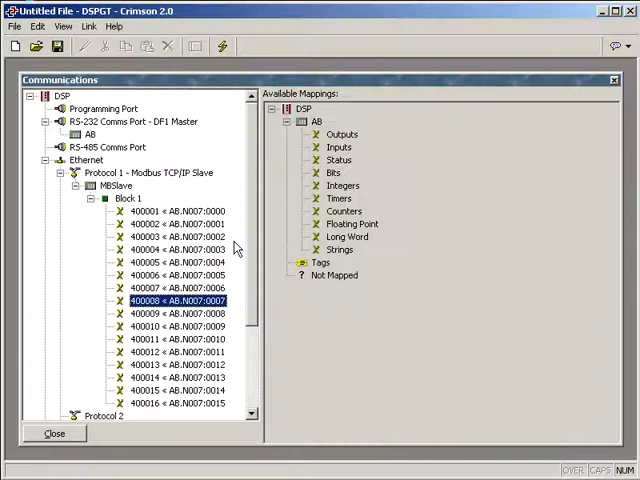 Untitled File - DSPGT - Crimson 2.0
File Edit View Link Help
Communications
DSP
Programming Port
RS-232 Comms Port - DF1 Master
AB
RS-485 Comms Port
Ethernet
Protocol 1 - Modbus TCP/IP Slave
MBSlave
Block 1
400001 « AB.N007:0000
400002 « AB.N007:0001
400003 « AB.N007:0002
400004 « AB.N007:0003
400005 « AB.N007:0004
400006 « AB.N007:0005
400007 « AB.N007:0006
400008 « AB.N007:0007
400009 « AB.N007:0008
400010 « AB.N007:0009
400011 « AB.N007:0010
400012 « AB.N007:0011
400013 « AB.N007:0012
400014 « AB.N007:0013
400015 « AB.N007:0014
400016 « AB.N007:0015
Protocol 2
Available Mappings:
DSP
AB
Outputs
Inputs
Status
Bits
Integers
Timers
Counters
Floating Point
Long Word
Strings
Tags
Not Mapped
Close
OVER CAPS NUM